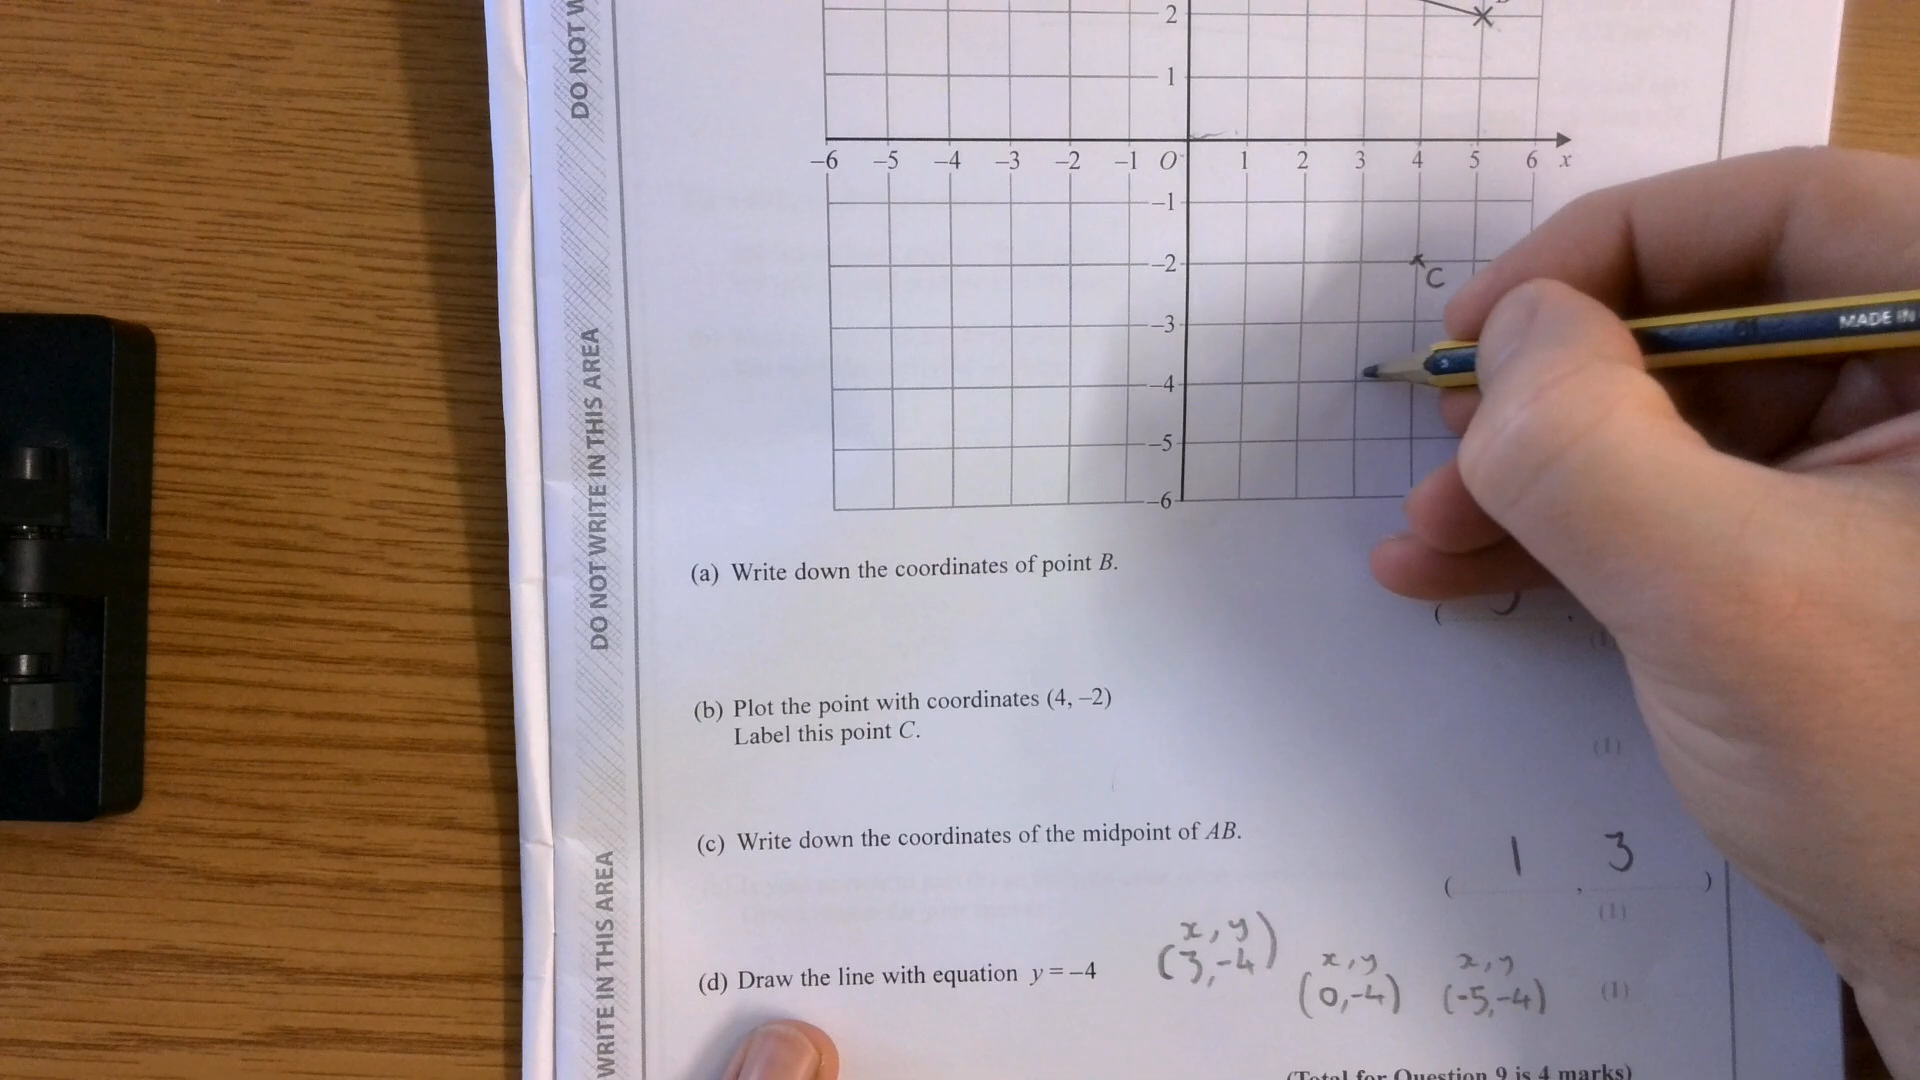 DO NOT W
2
1
–6 –5 –4 –3 –2 –1 O 1 2 3 4 5 6 x
–1
–2
C
–3
MADE IN
–4
–5
–6
DO NOT WRITE IN THIS AREA
(a) Write down the coordinates of point B.
(
(b) Plot the point with coordinates (4, –2)
Label this point C.
(1)
(c) Write down the coordinates of the midpoint of AB.
( 1 , 3 )
(1)
x, y x, y x, y
(d) Draw the line with equation y = –4 (3,-4) (0,-4) (-5,-4) (1)
WRITE IN THIS AREA
(Total for Question 9 is 4 marks)